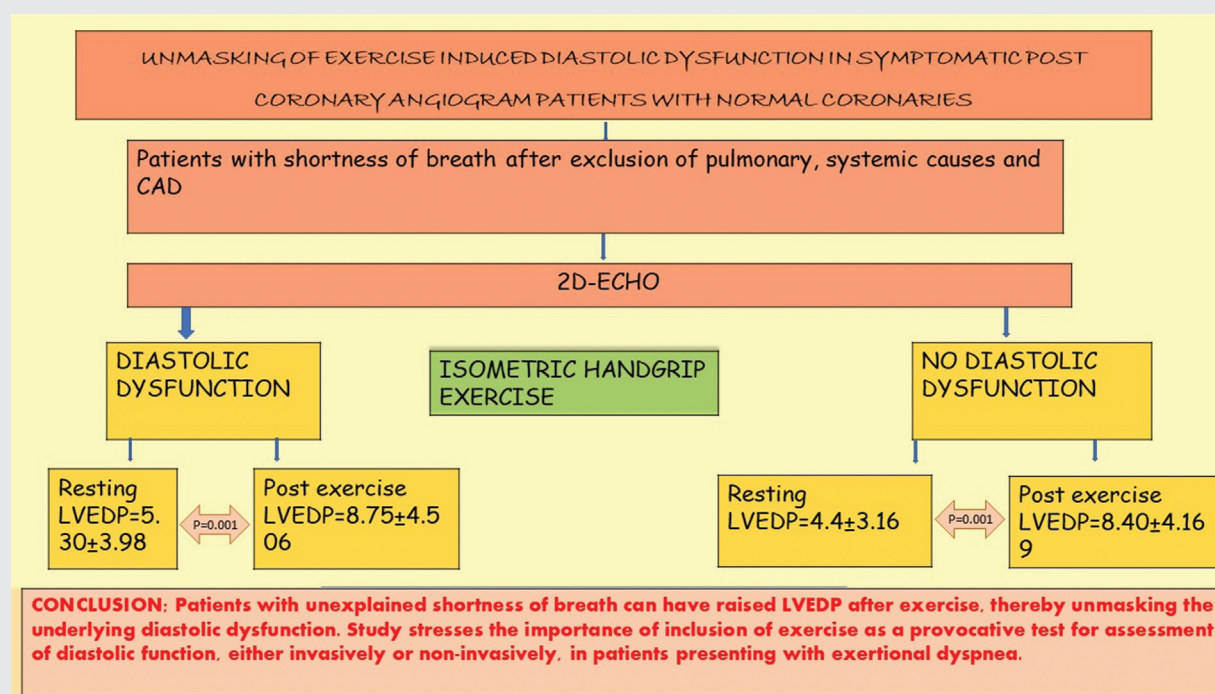 UNMASKING OF EXERCISE INDUCED DIASTOLIC DYSFUNCTION IN SYMPTOMATIC POST
CORONARY ANGIOGRAM PATIENTS WITH NORMAL CORONARIES
Patients with shortness of breath after exclusion of pulmonary, systemic causes and
CAD
2D-ECHO
DIASTOLIC
DYSFUNCTION
ISOMETRIC HANDGRIP
EXERCISE
NO DIASTOLIC
DYSFUNCTION
Resting
LVEDP=5.
30±3.98
P=0.001
Post exercise
LVEDP=8.75±4.5
06
Resting
LVEDP=4.4±3.16
P=0.001
Post exercise
LVEDP=8.40±4.16
9
CONCLUSION: Patients with unexplained shortness of breath can have raised LVEDP after exercise, thereby unmasking the
underlying diastolic dysfunction. Study stresses the importance of inclusion of exercise as a provocative test for assessment
of diastolic function, either invasively or non-invasively, in patients presenting with exertional dyspnea.